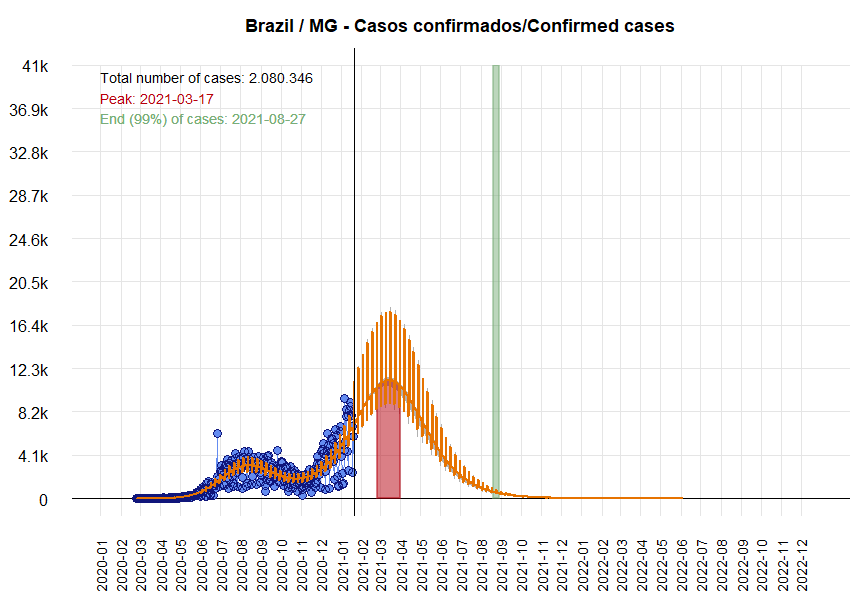 Brazil / MG - Casos confirmados/Confirmed cases
41k
Total number of cases: 2.080.346
Peak: 2021-03-17
End (99%) of cases: 2021-08-27
36.9k
32.8k
28.7k
24.6k
20.5k
16.4k
12.3k
8.2k
4.1k
0
2020-01
2020-02
2020-03
2020-04
2020-05
2020-06
2020-07
2020-08
2020-09
2020-10
2020-11
2020-12
2021-01
2021-02
2021-03
2021-04
2021-05
2021-06
2021-07
2021-08
2021-09
2021-10
2021-11
2021-12
2022-01
2022-02
2022-03
2022-04
2022-05
2022-06
2022-07
2022-08
2022-09
2022-10
2022-11
2022-12